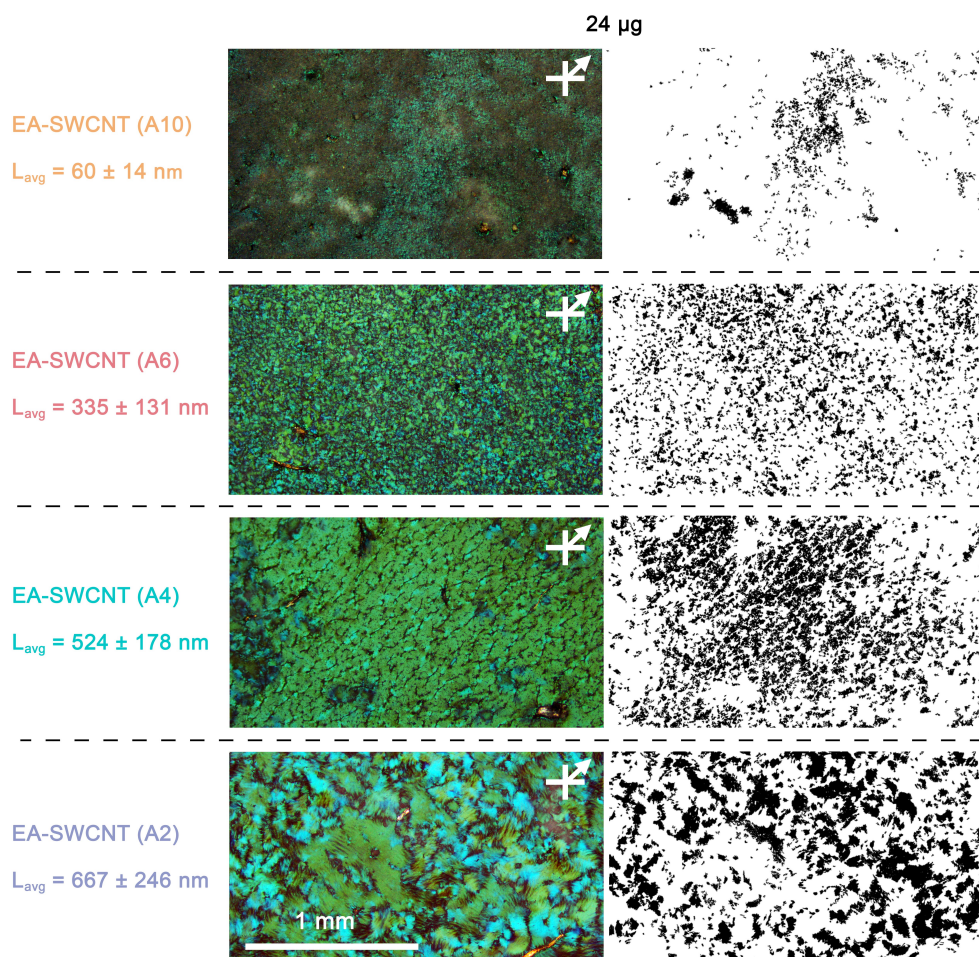 24 µg
EA-SWCNT (A10)
Lavg = 60 ± 14 nm
EA-SWCNT (A6)
Lavg = 335 ± 131 nm
EA-SWCNT (A4)
Lavg = 524 ± 178 nm
EA-SWCNT (A2)
Lavg = 667 ± 246 nm
1 mm